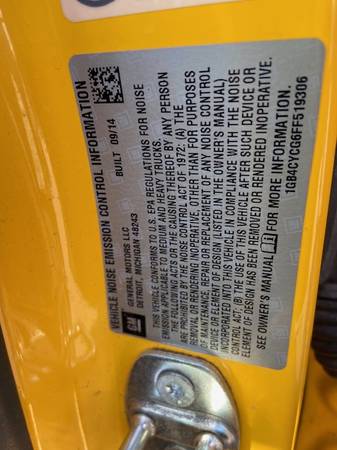 VEHICLE NOISE EMISSION CONTROL INFORMATION
GENERAL MOTORS LLC
DETROIT, MICHIGAN 48243
BUILT 09/14
GM
THIS VEHICLE CONFORMS TO U.S. EPA REGULATIONS FOR NOISE
EMISSION APPLICABLE TO MEDIUM AND HEAVY TRUCKS.
THE FOLLOWING ACTS OR THE CAUSING THEREOF BY ANY PERSON
ARE PROHIBITED BY THE NOISE CONTROL ACT OF 1972: (A) THE
REMOVAL OR RENDERING INOPERATIVE, OTHER THAN FOR PURPOSES
OF MAINTENANCE, REPAIR OR REPLACEMENT OF ANY NOISE CONTROL
DEVICE OR ELEMENT OF DESIGN (LISTED IN THE OWNER'S MANUAL)
INCORPORATED INTO THIS VEHICLE IN COMPLIANCE WITH THE NOISE
CONTROL ACT; (B) THE USE OF THIS VEHICLE AFTER SUCH DEVICE OR
ELEMENT OF DESIGN HAS BEEN REMOVED OR RENDERED INOPERATIVE.
SEE OWNER'S MANUAL FOR MORE INFORMATION.
1GB4CYCG6FF519306